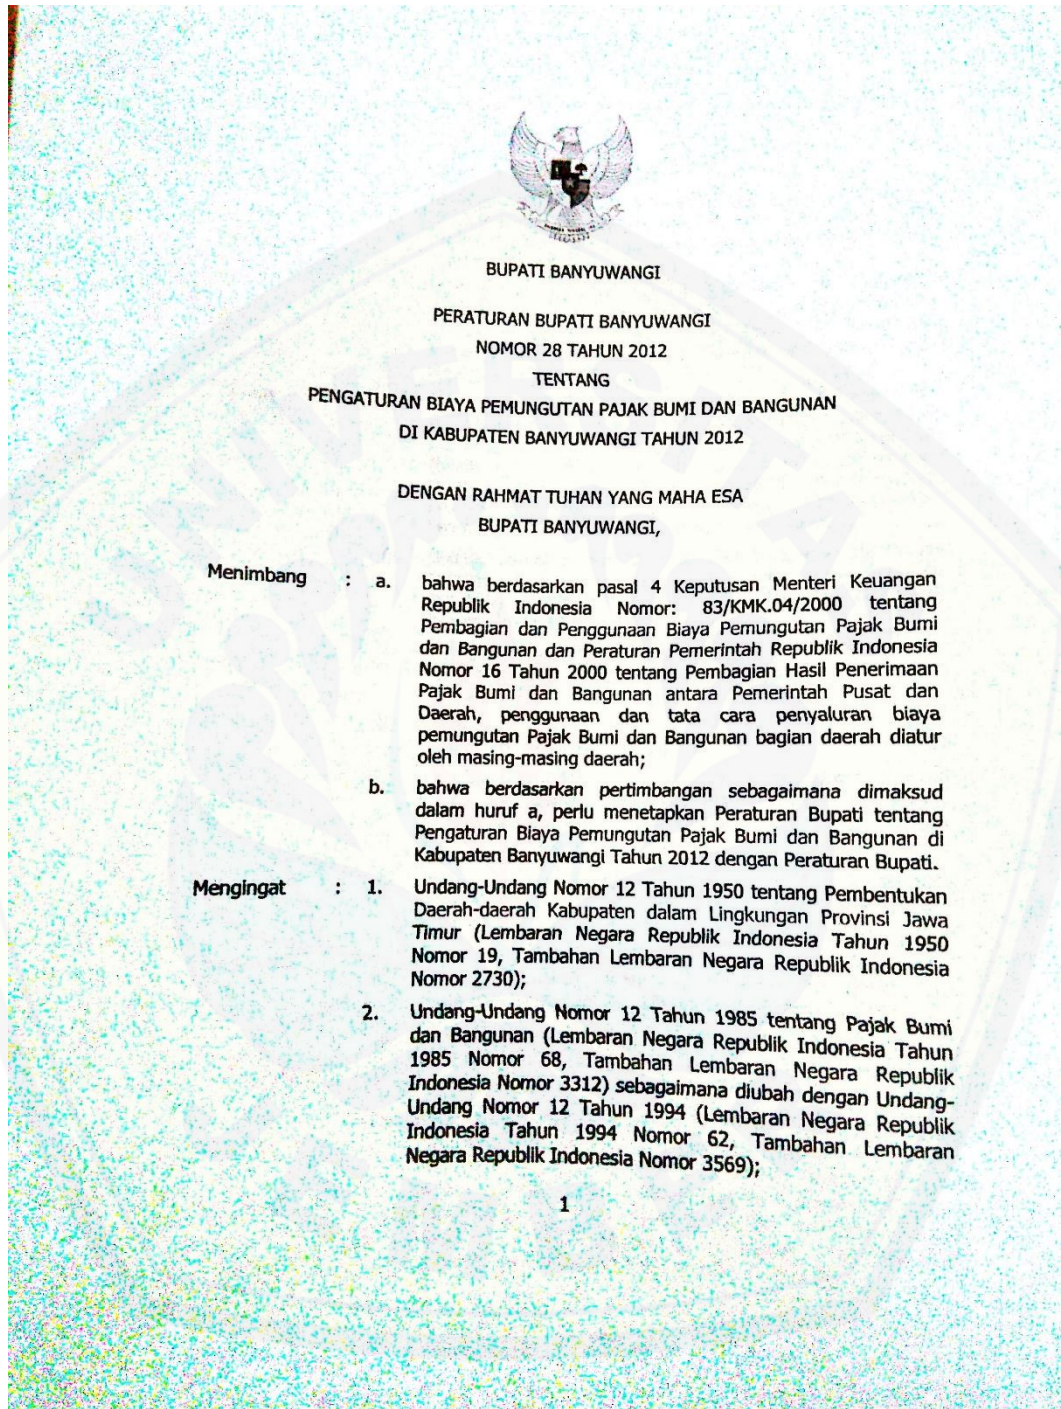 BUPATI BANYUWANGI
PERATURAN BUPATI BANYUWANGI
NOMOR 28 TAHUN 2012
TENTANG
PENGATURAN BIAYA PEMUNGUTAN PAJAK BUMI DAN BANGUNAN
DI KABUPATEN BANYUWANGI TAHUN 2012
DENGAN RAHMAT TUHAN YANG MAHA ESA
BUPATI BANYUWANGI,
Menimbang : a. bahwa berdasarkan pasal 4 Keputusan Menteri Keuangan
Republik Indonesia Nomor: 83/KMK.04/2000 tentang
Pembagian dan Penggunaan Biaya Pemungutan Pajak Bumi
dan Bangunan dan Peraturan Pemerintah Republik Indonesia
Nomor 16 Tahun 2000 tentang Pembagian Hasil Penerimaan
Pajak Bumi dan Bangunan antara Pemerintah Pusat dan
Daerah, penggunaan dan tata cara penyaluran biaya
pemungutan Pajak Bumi dan Bangunan bagian daerah diatur
oleh masing-masing daerah;
b. bahwa berdasarkan pertimbangan sebagaimana dimaksud
dalam huruf a, perlu menetapkan Peraturan Bupati tentang
Pengaturan Biaya Pemungutan Pajak Bumi dan Bangunan di
Kabupaten Banyuwangi Tahun 2012 dengan Peraturan Bupati.
Mengingat : 1. Undang-Undang Nomor 12 Tahun 1950 tentang Pembentukan
Daerah-daerah Kabupaten dalam Lingkungan Provinsi Jawa
Timur (Lembaran Negara Republik Indonesia Tahun 1950
Nomor 19, Tambahan Lembaran Negara Republik Indonesia
Nomor 2730);
2. Undang-Undang Nomor 12 Tahun 1985 tentang Pajak Bumi
dan Bangunan (Lembaran Negara Republik Indonesia Tahun
1985 Nomor 68, Tambahan Lembaran Negara Republik
Indonesia Nomor 3312) sebagaimana diubah dengan Undang-
Undang Nomor 12 Tahun 1994 (Lembaran Negara Republik
Indonesia Tahun 1994 Nomor 62, Tambahan Lembaran
Negara Republik Indonesia Nomor 3569);
1